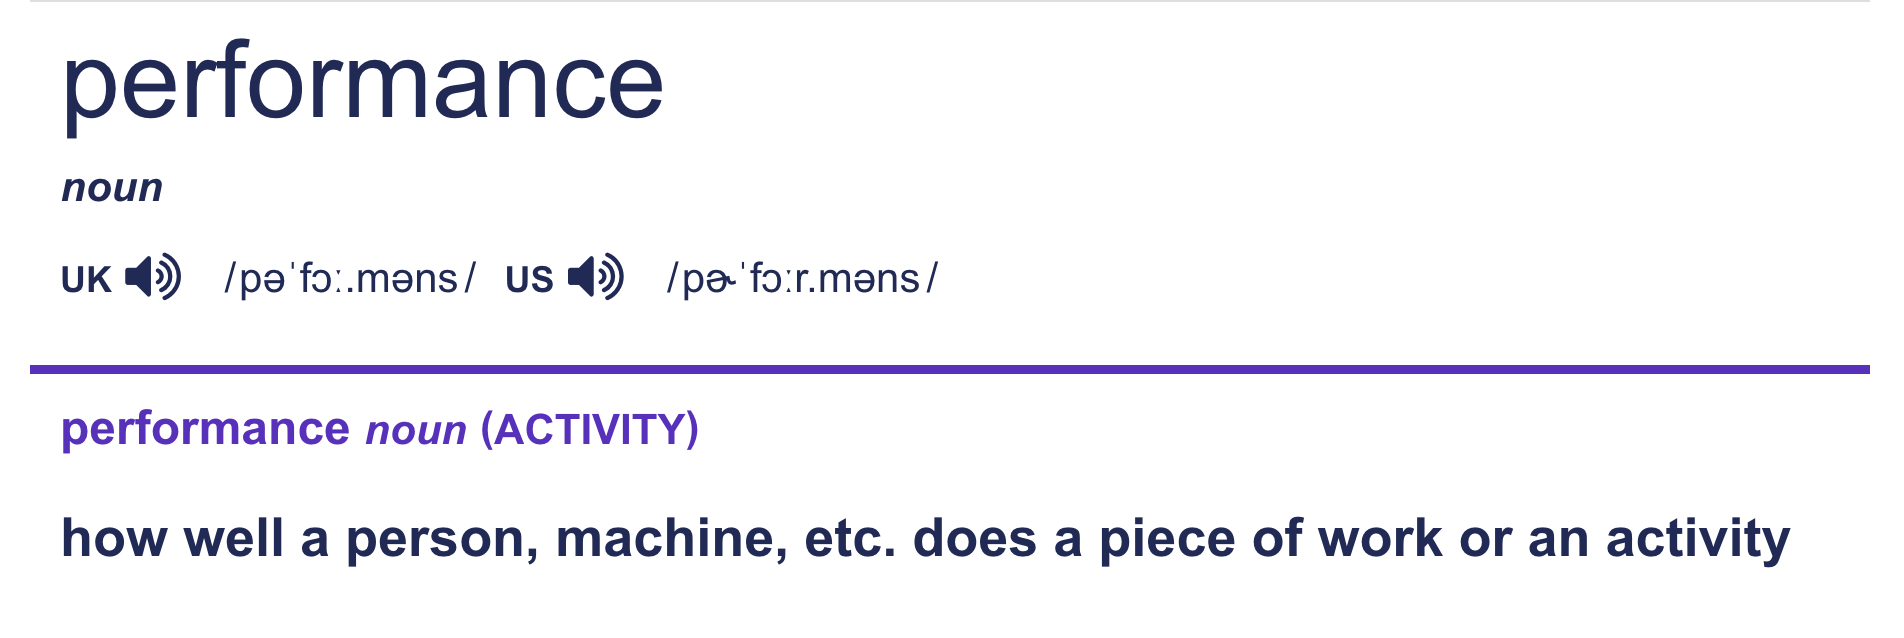 performance
noun
UK /pəˈfɔː.məns/ US /pɚˈfɔːr.məns/
performance noun (ACTIVITY)
how well a person, machine, etc. does a piece of work or an activity